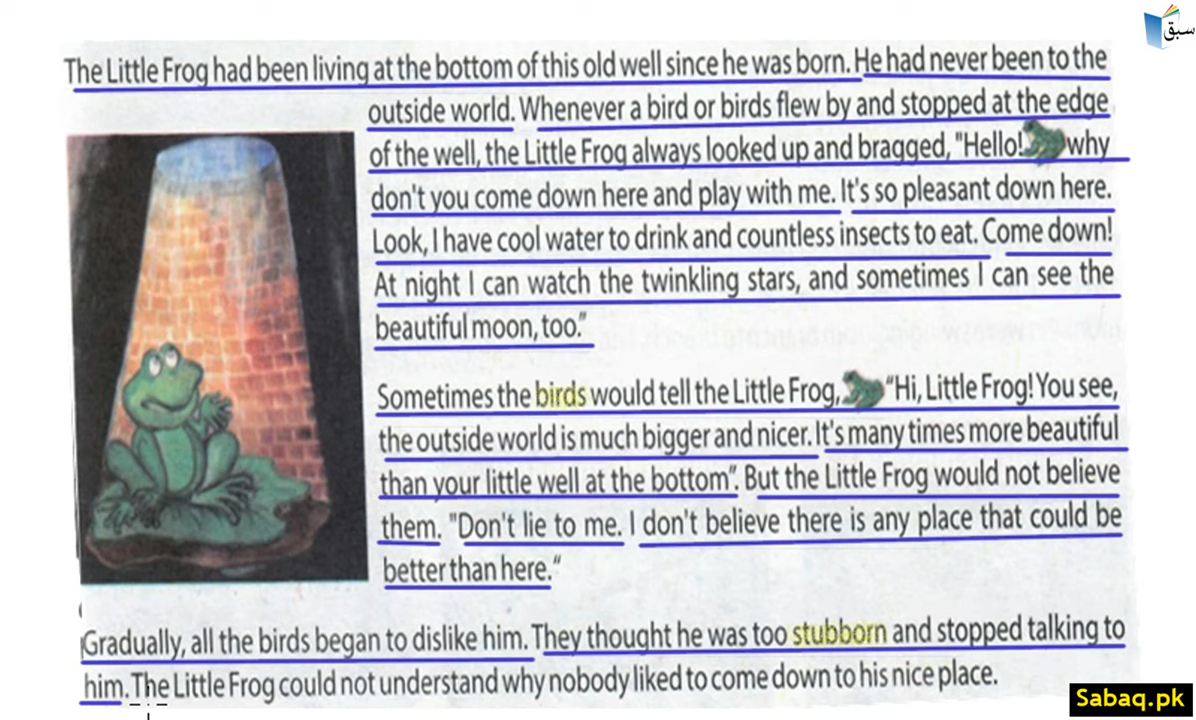 سبق
The Little Frog had been living at the bottom of this old well since he was born. He had never been to the
outside world. Whenever a bird or birds flew by and stopped at the edge
of the well, the Little Frog always looked up and bragged, "Hello! why
don't you come down here and play with me. It's so pleasant down here.
Look, I have cool water to drink and countless insects to eat. Come down!
At night I can watch the twinkling stars, and sometimes I can see the
beautiful moon, too."
Sometimes the birds would tell the Little Frog, "Hi, Little Frog! You see,
the outside world is much bigger and nicer. It's many times more beautiful
than your little well at the bottom". But the Little Frog would not believe
them. "Don't lie to me. I don't believe there is any place that could be
better than here."
Gradually, all the birds began to dislike him. They thought he was too stubborn and stopped talking to
him. The Little Frog could not understand why nobody liked to come down to his nice place.
Sabaq.pk